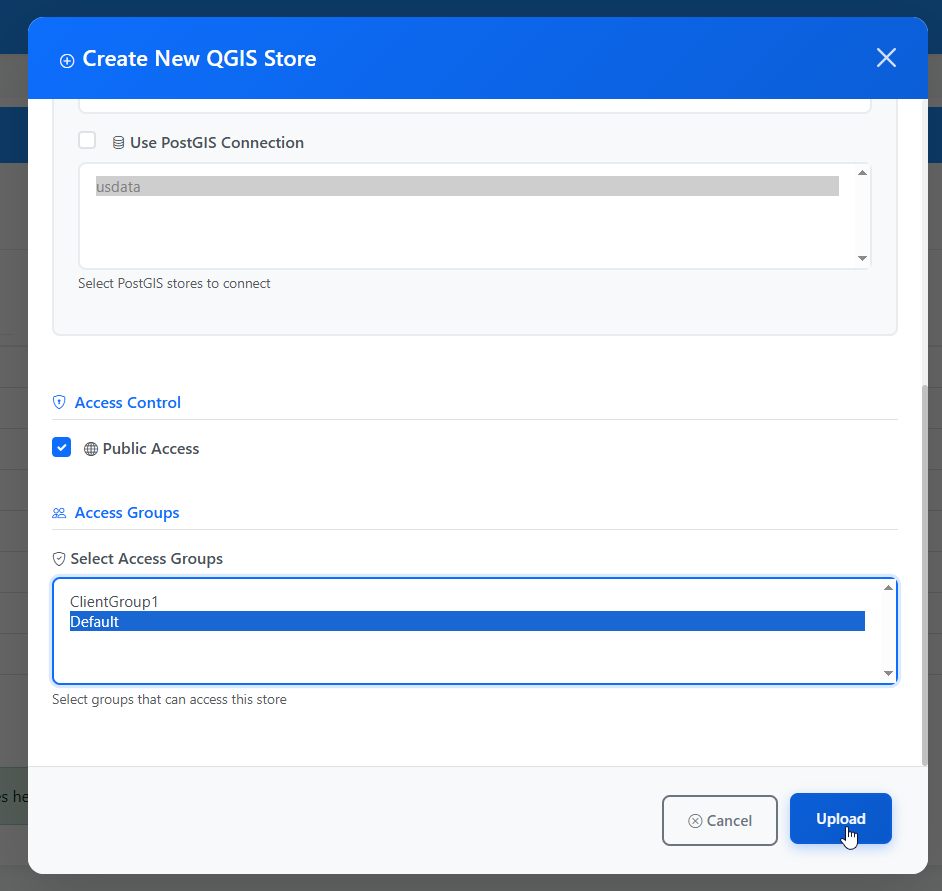 Create New QGIS Store
Use PostGIS Connection
usdata
Select PostGIS stores to connect
Access Control
Public Access
Access Groups
Select Access Groups
ClientGroup1
Default
Select groups that can access this store
es he
Cancel
Upload